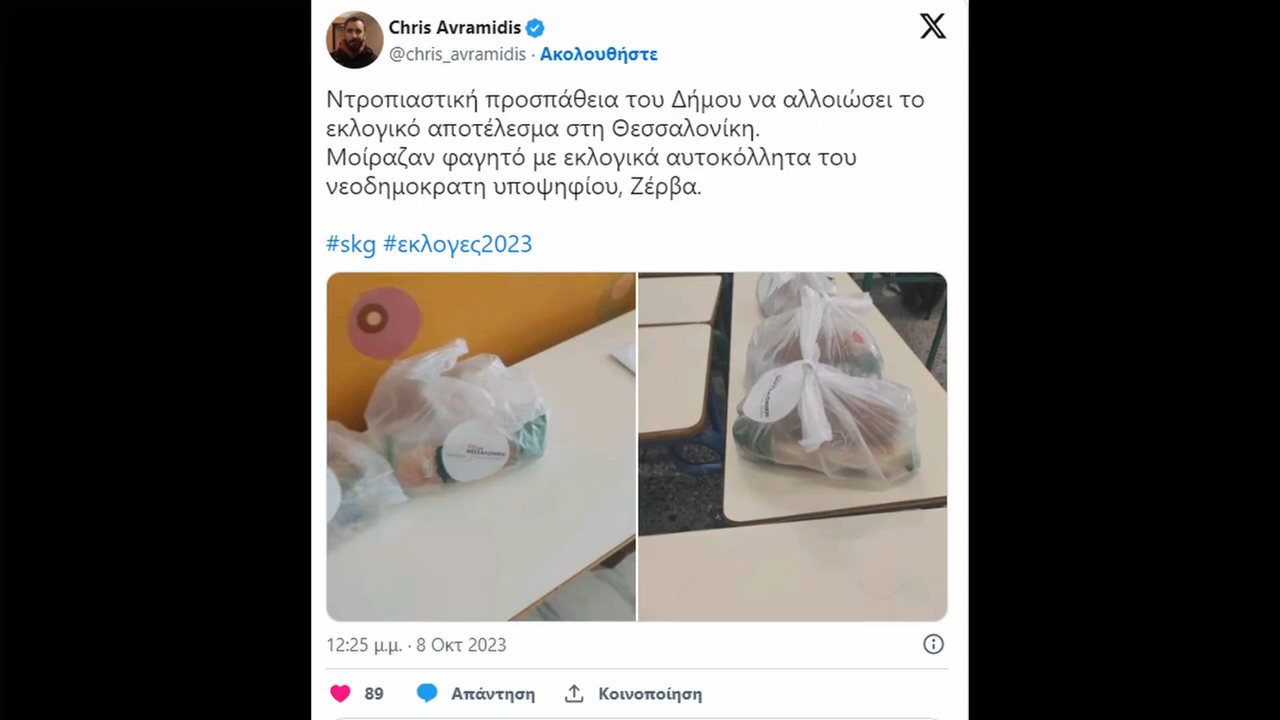 Chris Avramidis
@chris_avramidis · Ακολουθήστε
Ντροπιαστική προσπάθεια του Δήμου να αλλοιώσει το
εκλογικό αποτέλεσμα στη Θεσσαλονίκη.
Μοίραζαν φαγητό με εκλογικά αυτοκόλλητα του
νεοδημοκρατη υποψηφίου, Ζέρβα.
#skg #εκλογες2023
ΘΕΣΣΑΛΟΝΙΚΗ
12:25 μ.μ. · 8 Οκτ 2023
89 Απάντηση Κοινοποίηση